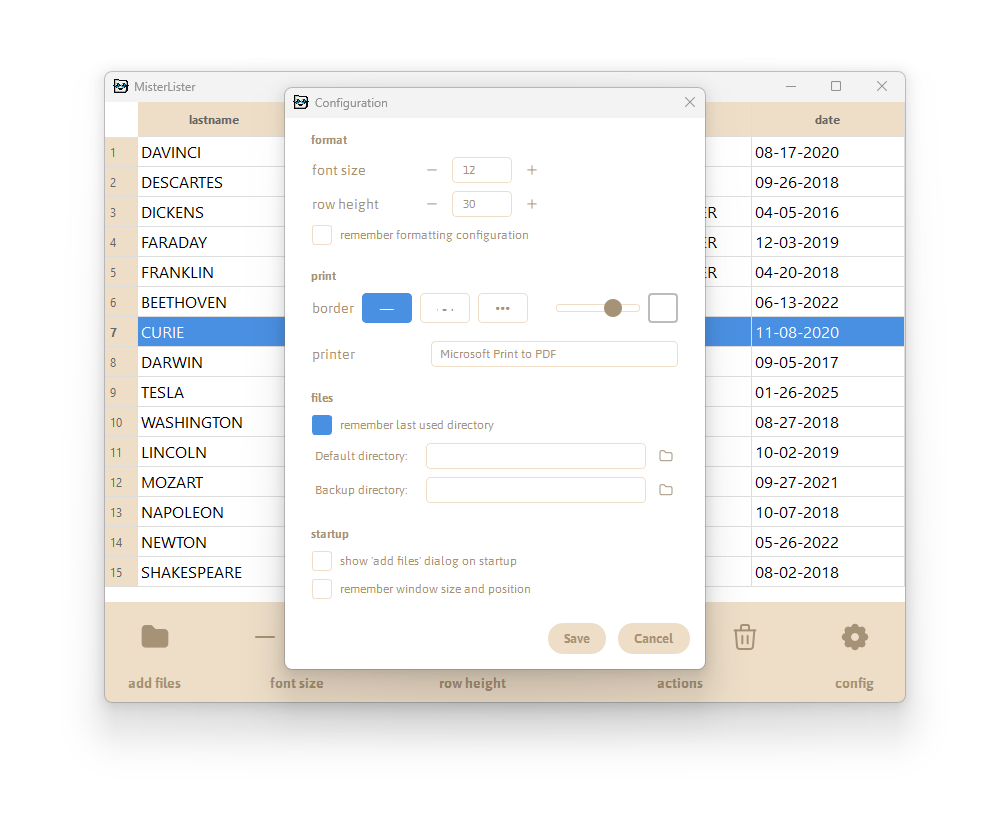 MisterLister
Configuration
lastname
date
format
font size
12
row height
30
remember formatting configuration
print
border
printer
Microsoft Print to PDF
files
remember last used directory
Default directory:
Backup directory:
startup
show 'add files' dialog on startup
remember window size and position
Save Cancel
1 DAVINCI 08-17-2020
2 DESCARTES 09-26-2018
3 DICKENS ER 04-05-2016
4 FARADAY ER 12-03-2019
5 FRANKLIN ER 04-20-2018
6 BEETHOVEN 06-13-2022
7 CURIE 11-08-2020
8 DARWIN 09-05-2017
9 TESLA 01-26-2025
10 WASHINGTON 08-27-2018
11 LINCOLN 10-02-2019
12 MOZART 09-27-2021
13 NAPOLEON 10-07-2018
14 NEWTON 05-26-2022
15 SHAKESPEARE 08-02-2018
add files font size row height actions config